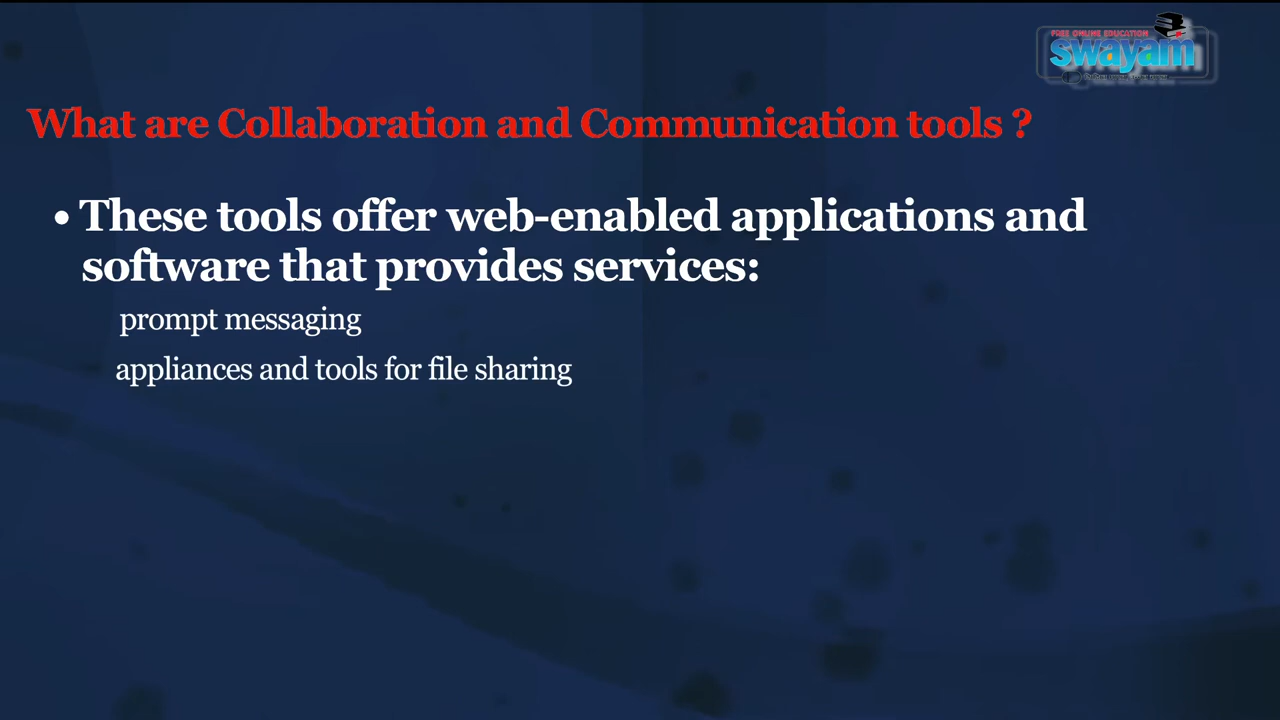 FREE ONLINE EDUCATION
swayam
What are Collaboration and Communication tools ?
• These tools offer web-enabled applications and
software that provides services:
prompt messaging
appliances and tools for file sharing